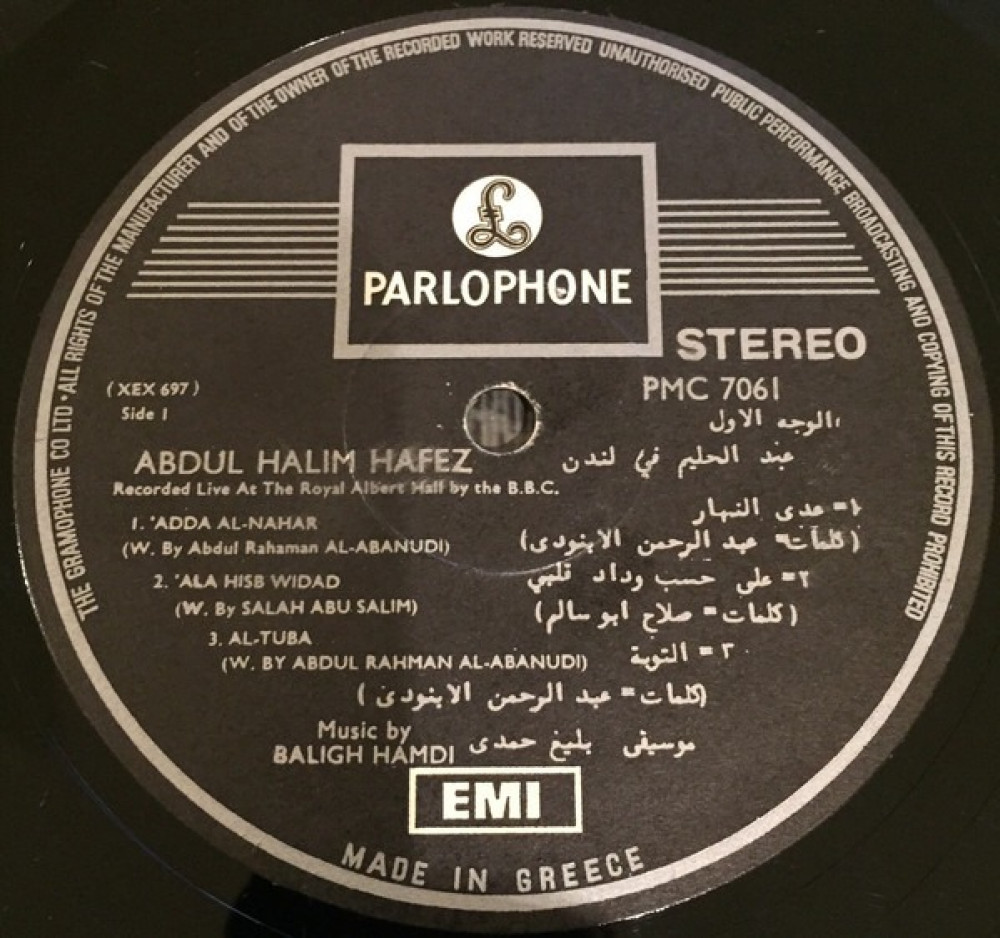 THE GRAMOPHONE CO LTD • ALL RIGHTS OF THE MANUFACTURER AND OF THE OWNER OF THE RECORDED WORK RESERVED UNAUTHORISED PUBLIC PERFORMANCE BROADCASTING AND COPYING OF THIS RECORD PROHIBITED
£
PARLOPHONE
STEREO
(XEX 697)
PMC 7061
Side 1
الوجه الاول
ABDUL HALIM HAFEZ
عبد الحليم في لندن
Recorded Live At The Royal Albert Hall by the B.B.C.
١= عدى النهار
1. 'ADDA AL-NAHAR
(W. By Abdul Rahaman AL-ABANUDI)
(كلمات= عبد الرحمن الابنودى)
2. 'ALA HISB WIDAD
٢= على حسب وداد قلبي
(W. By SALAH ABU SALIM)
(كلمات= صلاح ابو سالم)
3. AL-TUBA
٣= التوبة
(W. BY ABDUL RAHMAN AL-ABANUDI)
(كلمات= عبد الرحمن الابنودى)
Music by
BALIGH HAMDI
موسيقى بليغ حمدى
EMI
MADE IN GREECE